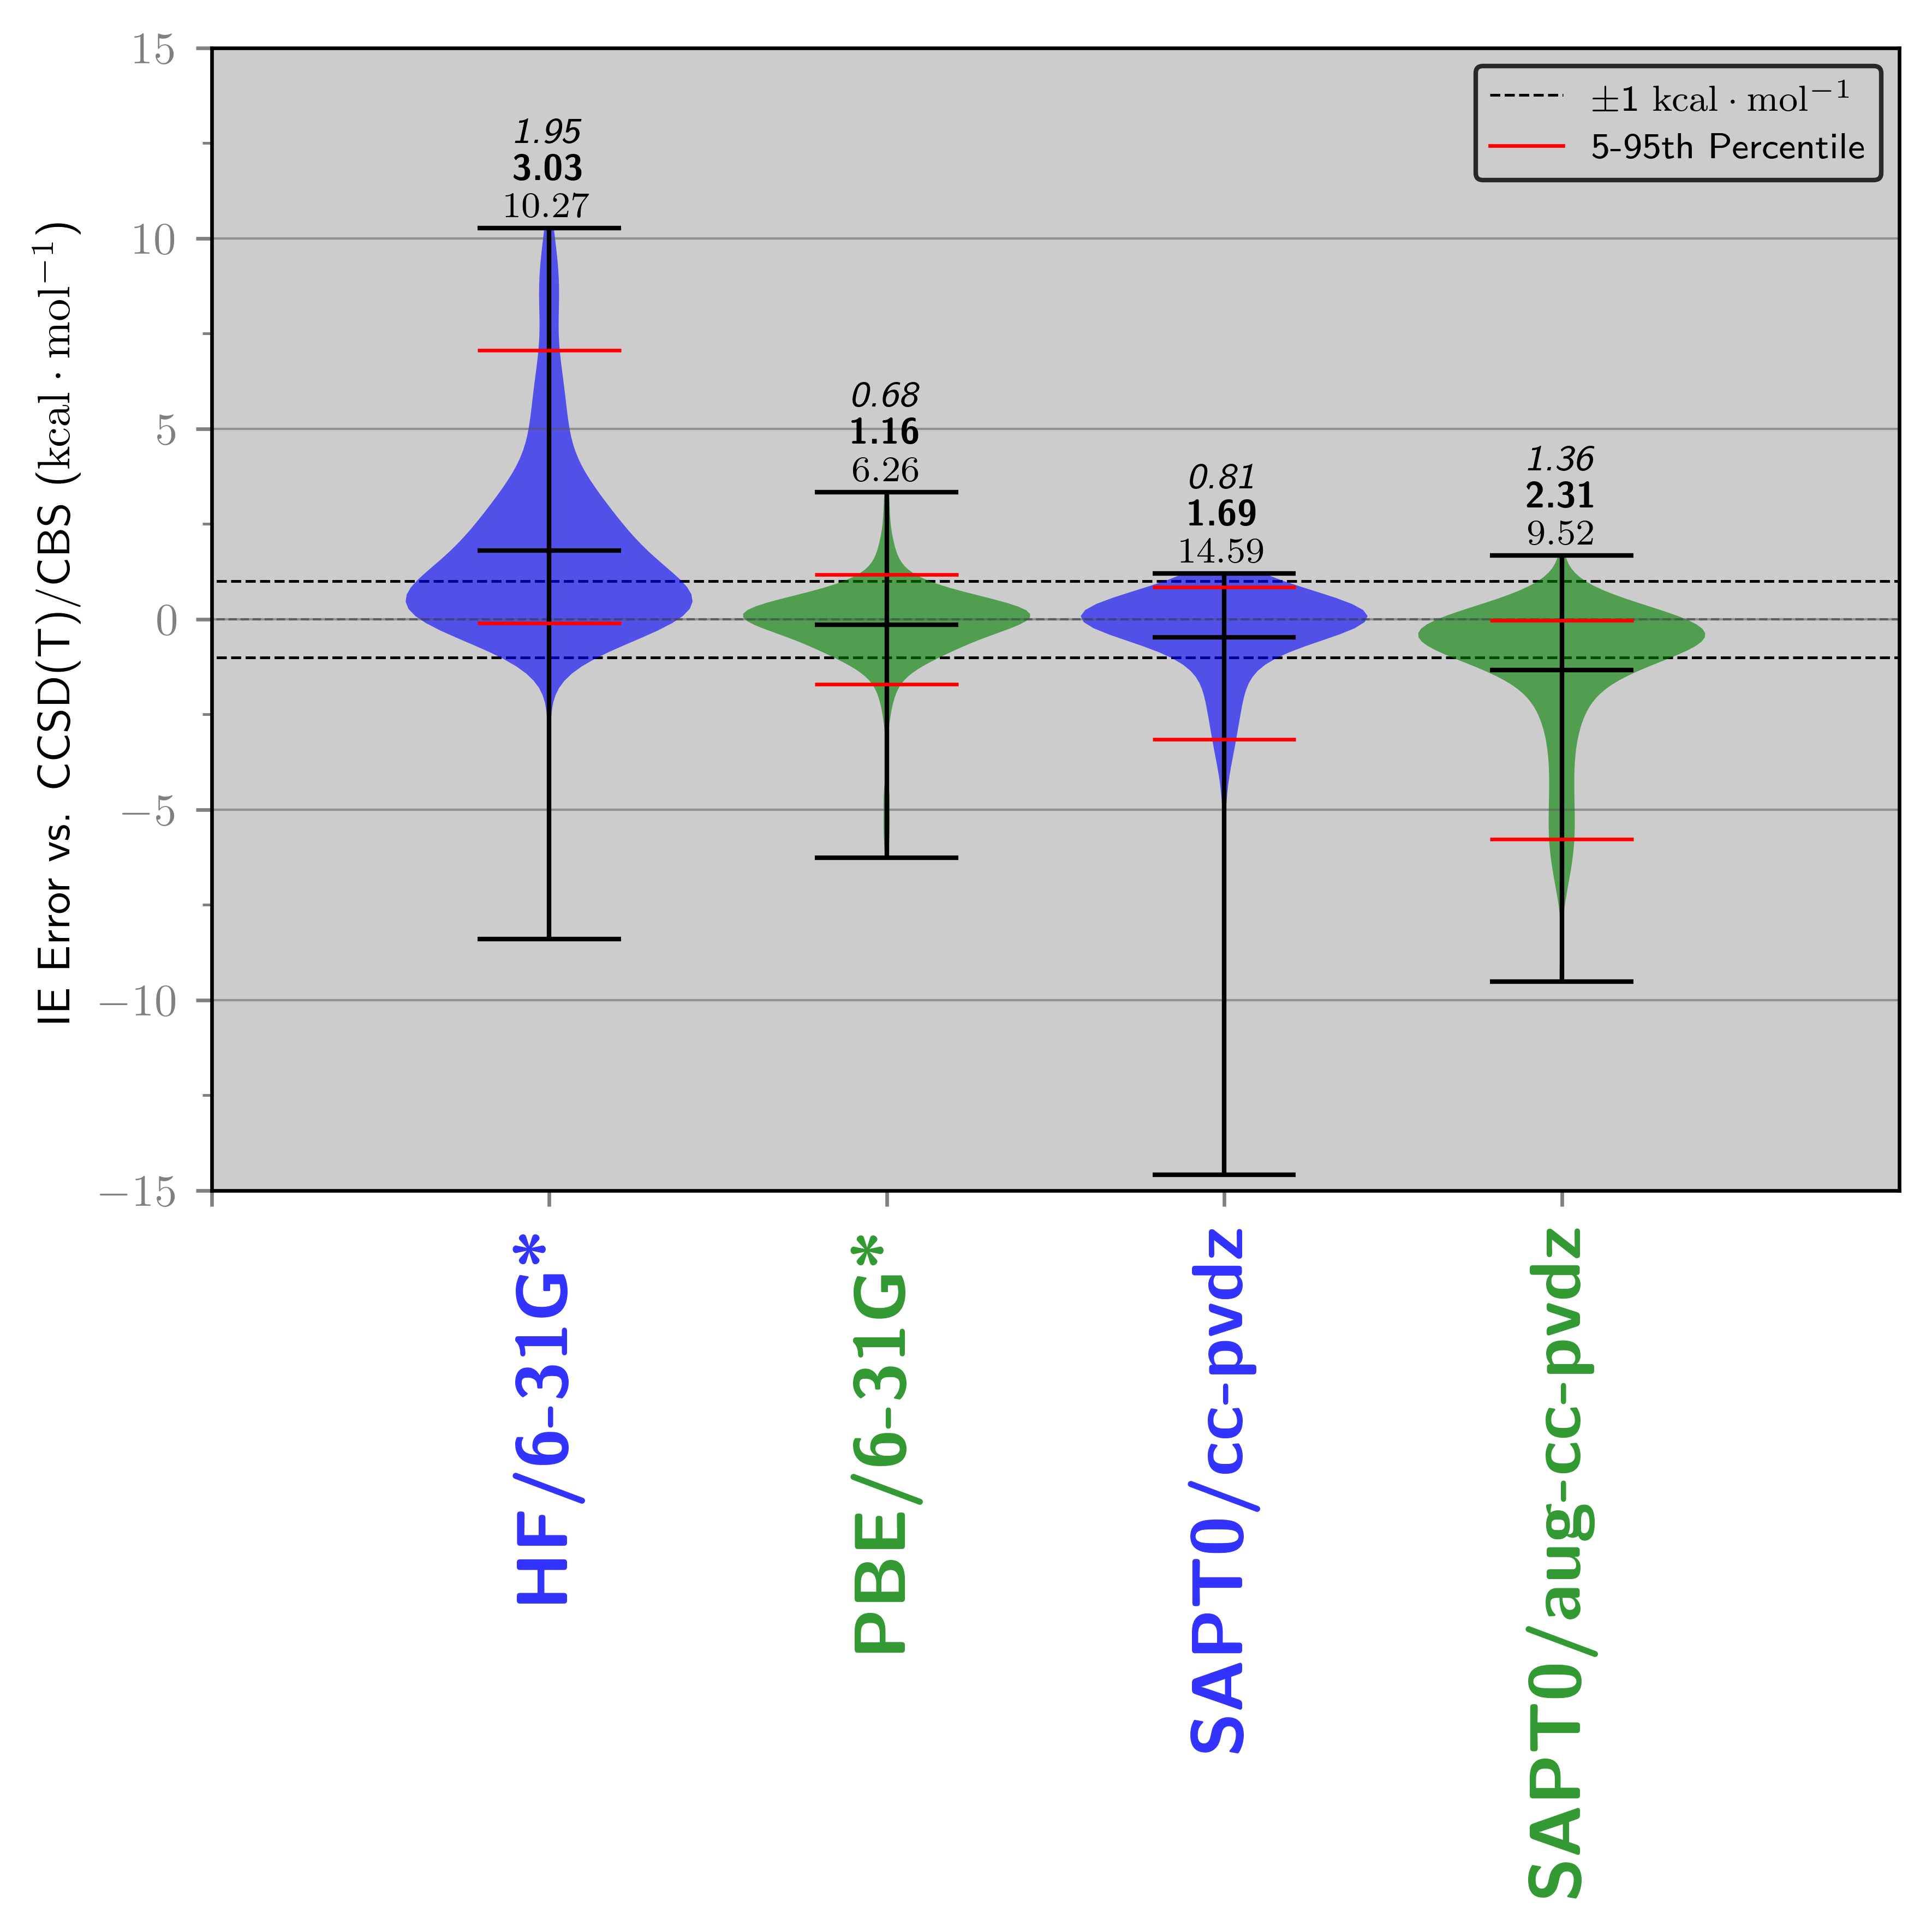 IE Error vs. CCSD(T)/CBS (kcal · mol⁻¹)
15
10
5
0
−5
−10
−15
±1 kcal · mol⁻¹
5-95th Percentile
1.95
3.03
10.27
0.68
1.16
6.26
0.81
1.69
14.59
1.36
2.31
9.52
HF/6-31G*
PBE/6-31G*
SAPT0/cc-pvdz
SAPT0/aug-cc-pvdz